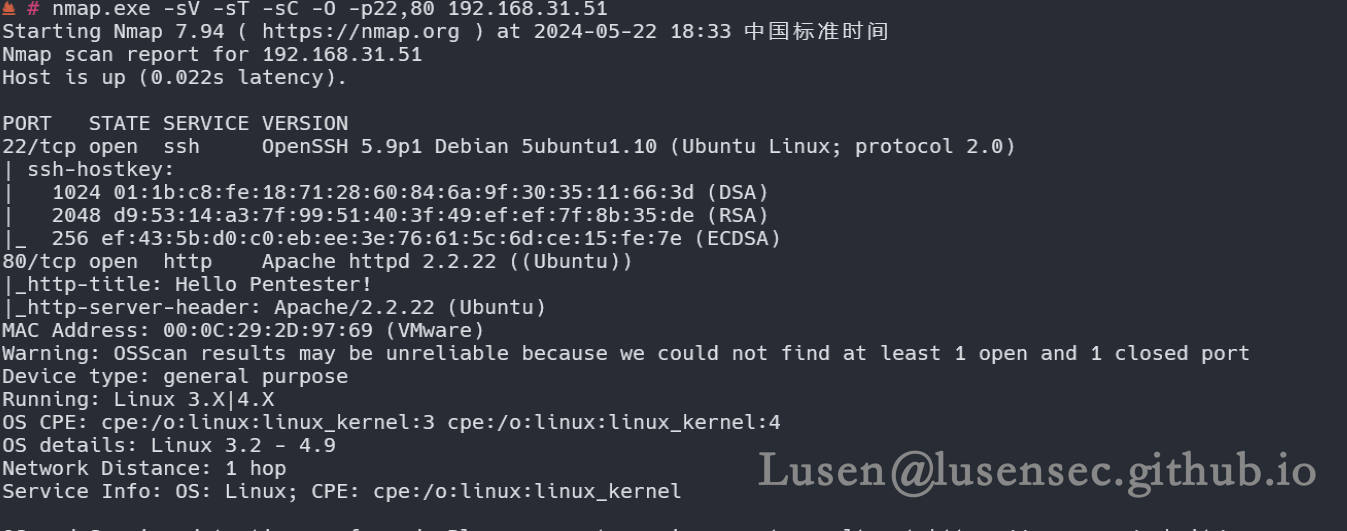 # nmap.exe -sV -sT -sC -O -p22,80 192.168.31.51
Starting Nmap 7.94 ( https://nmap.org ) at 2024-05-22 18:33 中国标准时间
Nmap scan report for 192.168.31.51
Host is up (0.022s latency).
PORT   STATE SERVICE VERSION
22/tcp open  ssh     OpenSSH 5.9p1 Debian 5ubuntu1.10 (Ubuntu Linux; protocol 2.0)
| ssh-hostkey:
|   1024 01:1b:c8:fe:18:71:28:60:84:6a:9f:30:35:11:66:3d (DSA)
|   2048 d9:53:14:a3:7f:99:51:40:3f:49:ef:ef:7f:8b:35:de (RSA)
|_  256 ef:43:5b:d0:c0:eb:ee:3e:76:61:5c:6d:ce:15:fe:7e (ECDSA)
80/tcp open  http    Apache httpd 2.2.22 ((Ubuntu))
|_http-title: Hello Pentester!
|_http-server-header: Apache/2.2.22 (Ubuntu)
MAC Address: 00:0C:29:2D:97:69 (VMware)
Warning: OSScan results may be unreliable because we could not find at least 1 open and 1 closed port
Device type: general purpose
Running: Linux 3.X|4.X
OS CPE: cpe:/o:linux:linux_kernel:3 cpe:/o:linux:linux_kernel:4
OS details: Linux 3.2 - 4.9
Network Distance: 1 hop
Service Info: OS: Linux; CPE: cpe:/o:linux:linux_kernel
Lusen@lusensec.github.io